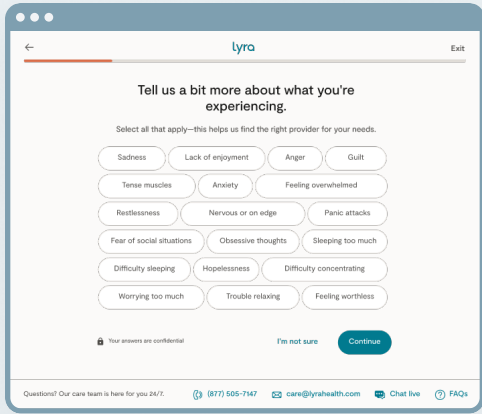 lyra
Exit
Tell us a bit more about what you're
experiencing.
Select all that apply—this helps us find the right provider for your needs.
Sadness Lack of enjoyment Anger Guilt
Tense muscles Anxiety Feeling overwhelmed
Restlessness Nervous or on edge Panic attacks
Fear of social situations Obsessive thoughts Sleeping too much
Difficulty sleeping Hopelessness Difficulty concentrating
Worrying too much Trouble relaxing Feeling worthless
Your answers are confidential I'm not sure Continue
Questions? Our care team is here for you 24/7. (877) 505-7147 care@lyrahealth.com Chat live FAQs